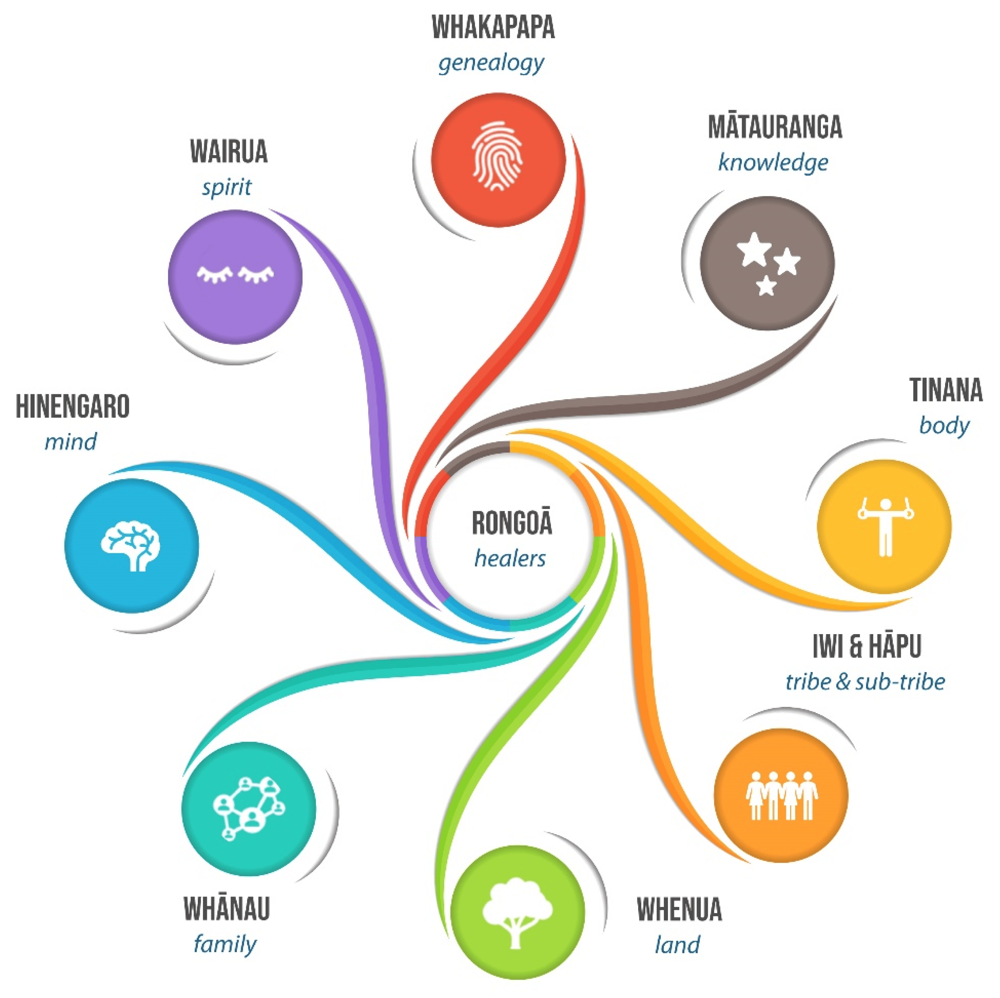 WHAKAPAPA
genealogy
MĀTAURANGA
knowledge
WAIRUA
spirit
TINANA
body
HINENGARO
mind
RONGOĀ
healers
IWI & HĀPU
tribe & sub-tribe
WHĀNAU
family
WHENUA
land